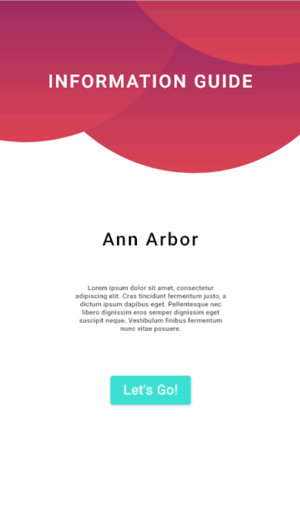 INFORMATION GUIDE
Ann Arbor
Lorem ipsum dolor sit amet, consectetur
adipiscing elit. Cras tincidunt fermentum justo, a
dictum ipsum dapibus eget. Pellentesque nec
libero dignissim eros semper dignissim eget
suscipit neque. Vestibulum finibus fermentum
nunc vitae posuere.
Let's Go!